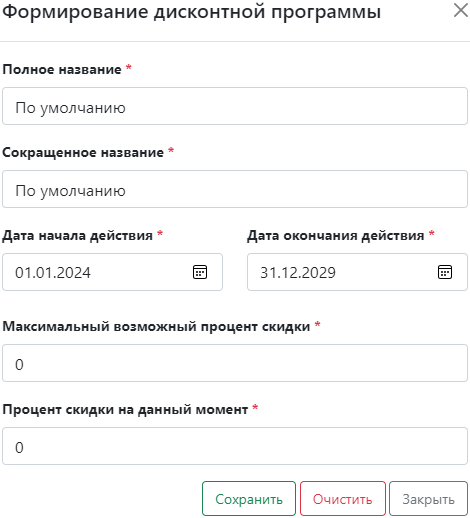 Формирование дисконтной программы
Полное название *
По умолчанию
Сокращенное название *
По умолчанию
Дата начала действия * Дата окончания действия *
01.01.2024 31.12.2029
Максимальный возможный процент скидки *
0
Процент скидки на данный момент *
0
Сохранить Очистить Закрыть